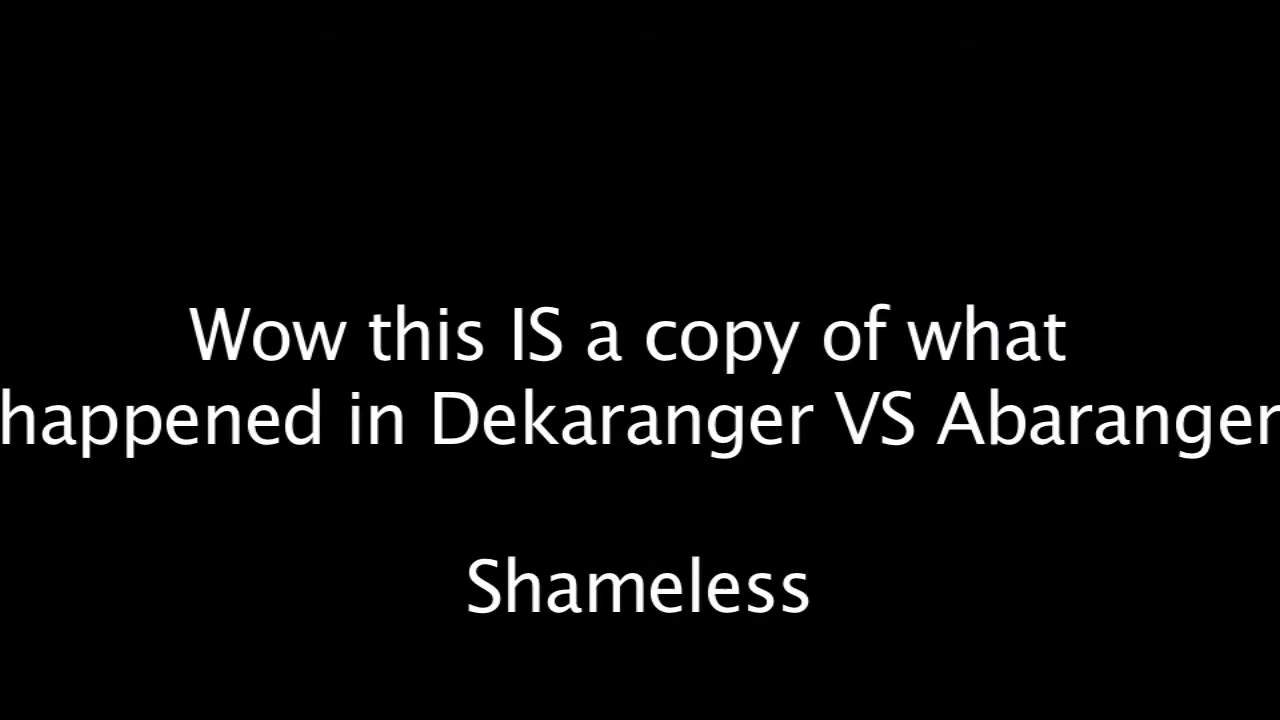 Wow this IS a copy of what
happened in Dekaranger VS Abaranger
Shameless